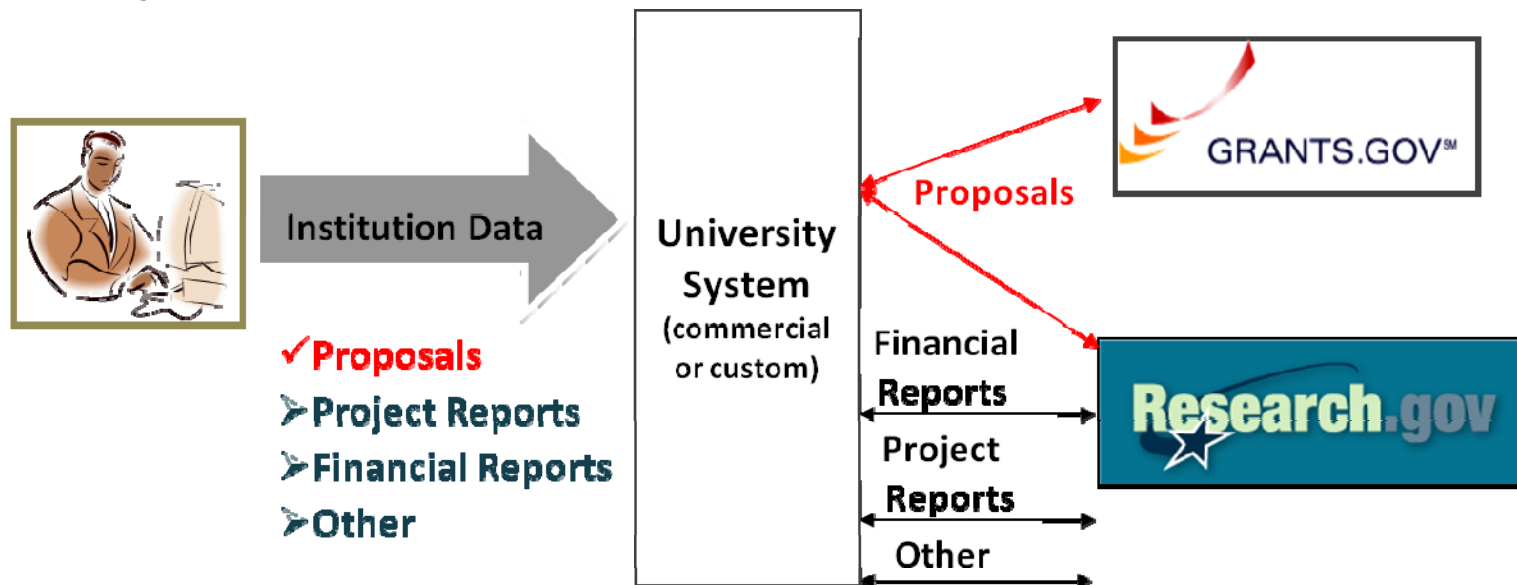 Institution Data
✓Proposals
➢Project Reports
➢Financial Reports
➢Other
University
System
(commercial
or custom)
Proposals
GRANTS.GOV℠
Financial
Reports
Research.gov
Project
Reports
Other